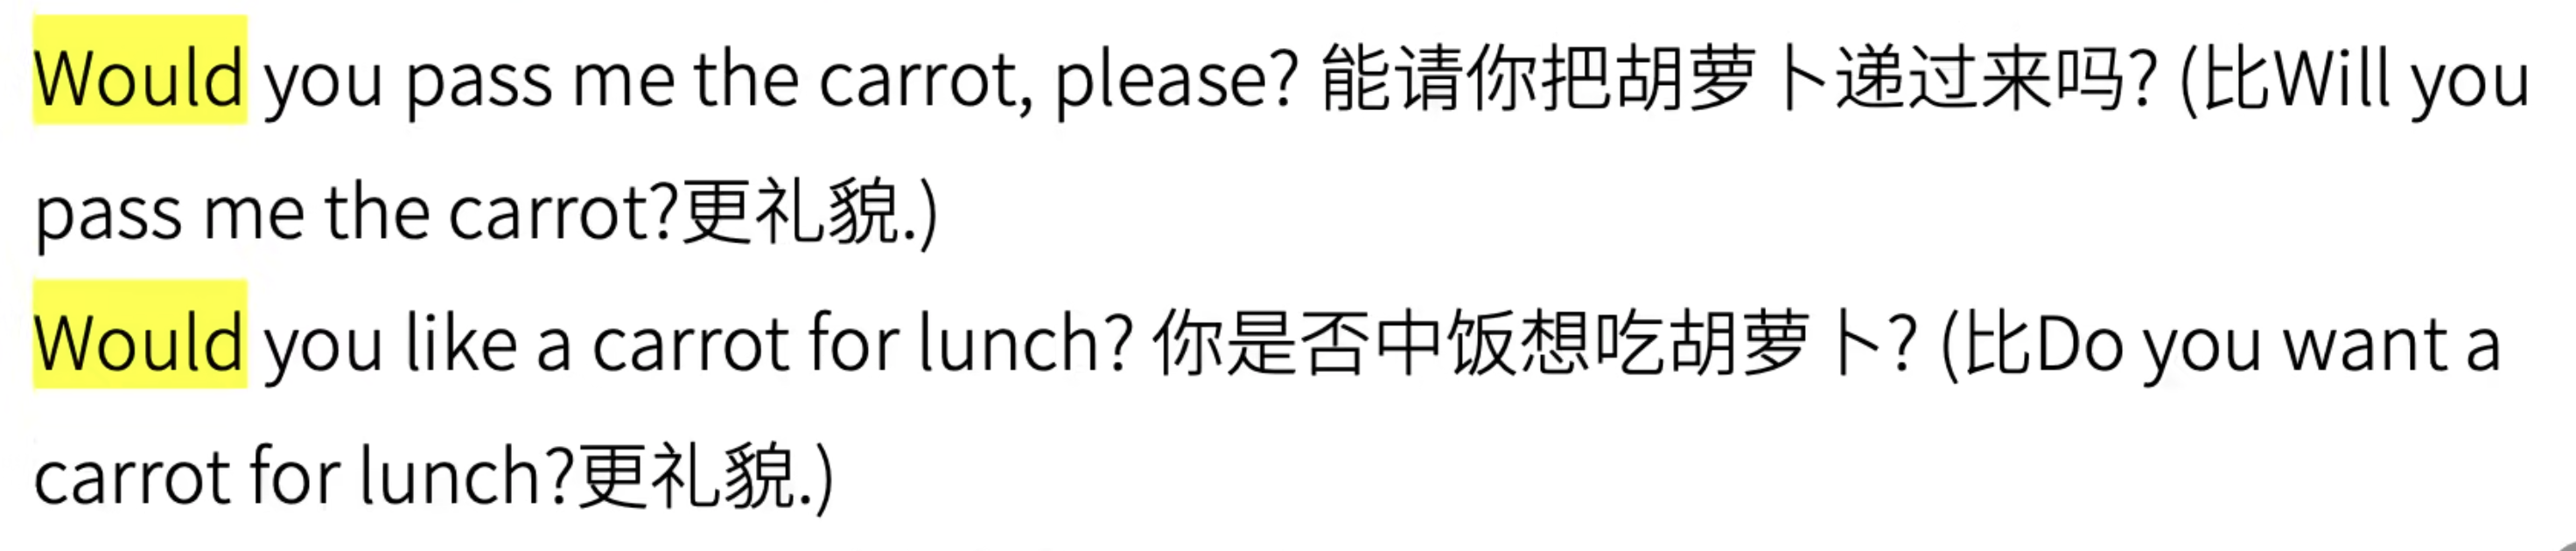 Would you pass me the carrot, please? 能请你把胡萝卜递过来吗? (比Will you
pass me the carrot?更礼貌.)
Would you like a carrot for lunch? 你是否中饭想吃胡萝卜? (比Do you want a
carrot for lunch?更礼貌.)